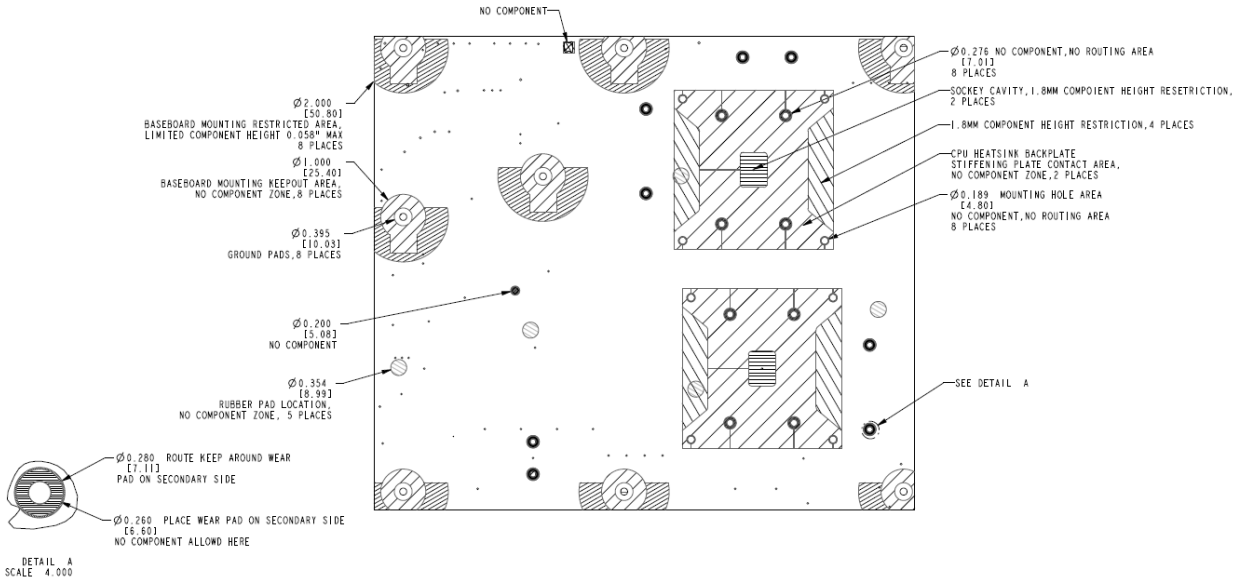 NO COMPONENT
Ø2.000
[50.80]
BASEBOARD MOUNTING RESTRICTED AREA,
LIMITED COMPONENT HEIGHT 0.058" MAX
8 PLACES
Ø1.000
[25.40]
BASEBOARD MOUNTING KEEPOUT AREA,
NO COMPONENT ZONE,8 PLACES
Ø0.395
[10.03]
GROUND PADS,8 PLACES
Ø0.200
[5.08]
NO COMPONENT
Ø0.354
[8.99]
RUBBER PAD LOCATION,
NO COMPONENT ZONE, 5 PLACES
Ø0.276 NO COMPONENT,NO ROUTING AREA
[7.01]
8 PLACES
SOCKEY CAVITY,1.8MM COMPOIENT HEIGHT RESETRICTION,
2 PLACES
1.8MM COMPONENT HEIGHT RESTRICTION,4 PLACES
CPU HEATSINK BACKPLATE
STIFFENING PLATE CONTACT AREA,
NO COMPONENT ZONE,2 PLACES
Ø0.189 MOUNTING HOLE AREA
[4.80]
NO COMPONENT,NO ROUTING AREA
8 PLACES
SEE DETAIL A
Ø0.280 ROUTE KEEP AROUND WEAR
[7.11]
PAD ON SECONDARY SIDE
Ø0.260 PLACE WEAR PAD ON SECONDARY SIDE
[6.60]
NO COMPONENT ALLOWD HERE
DETAIL A
SCALE 4.000